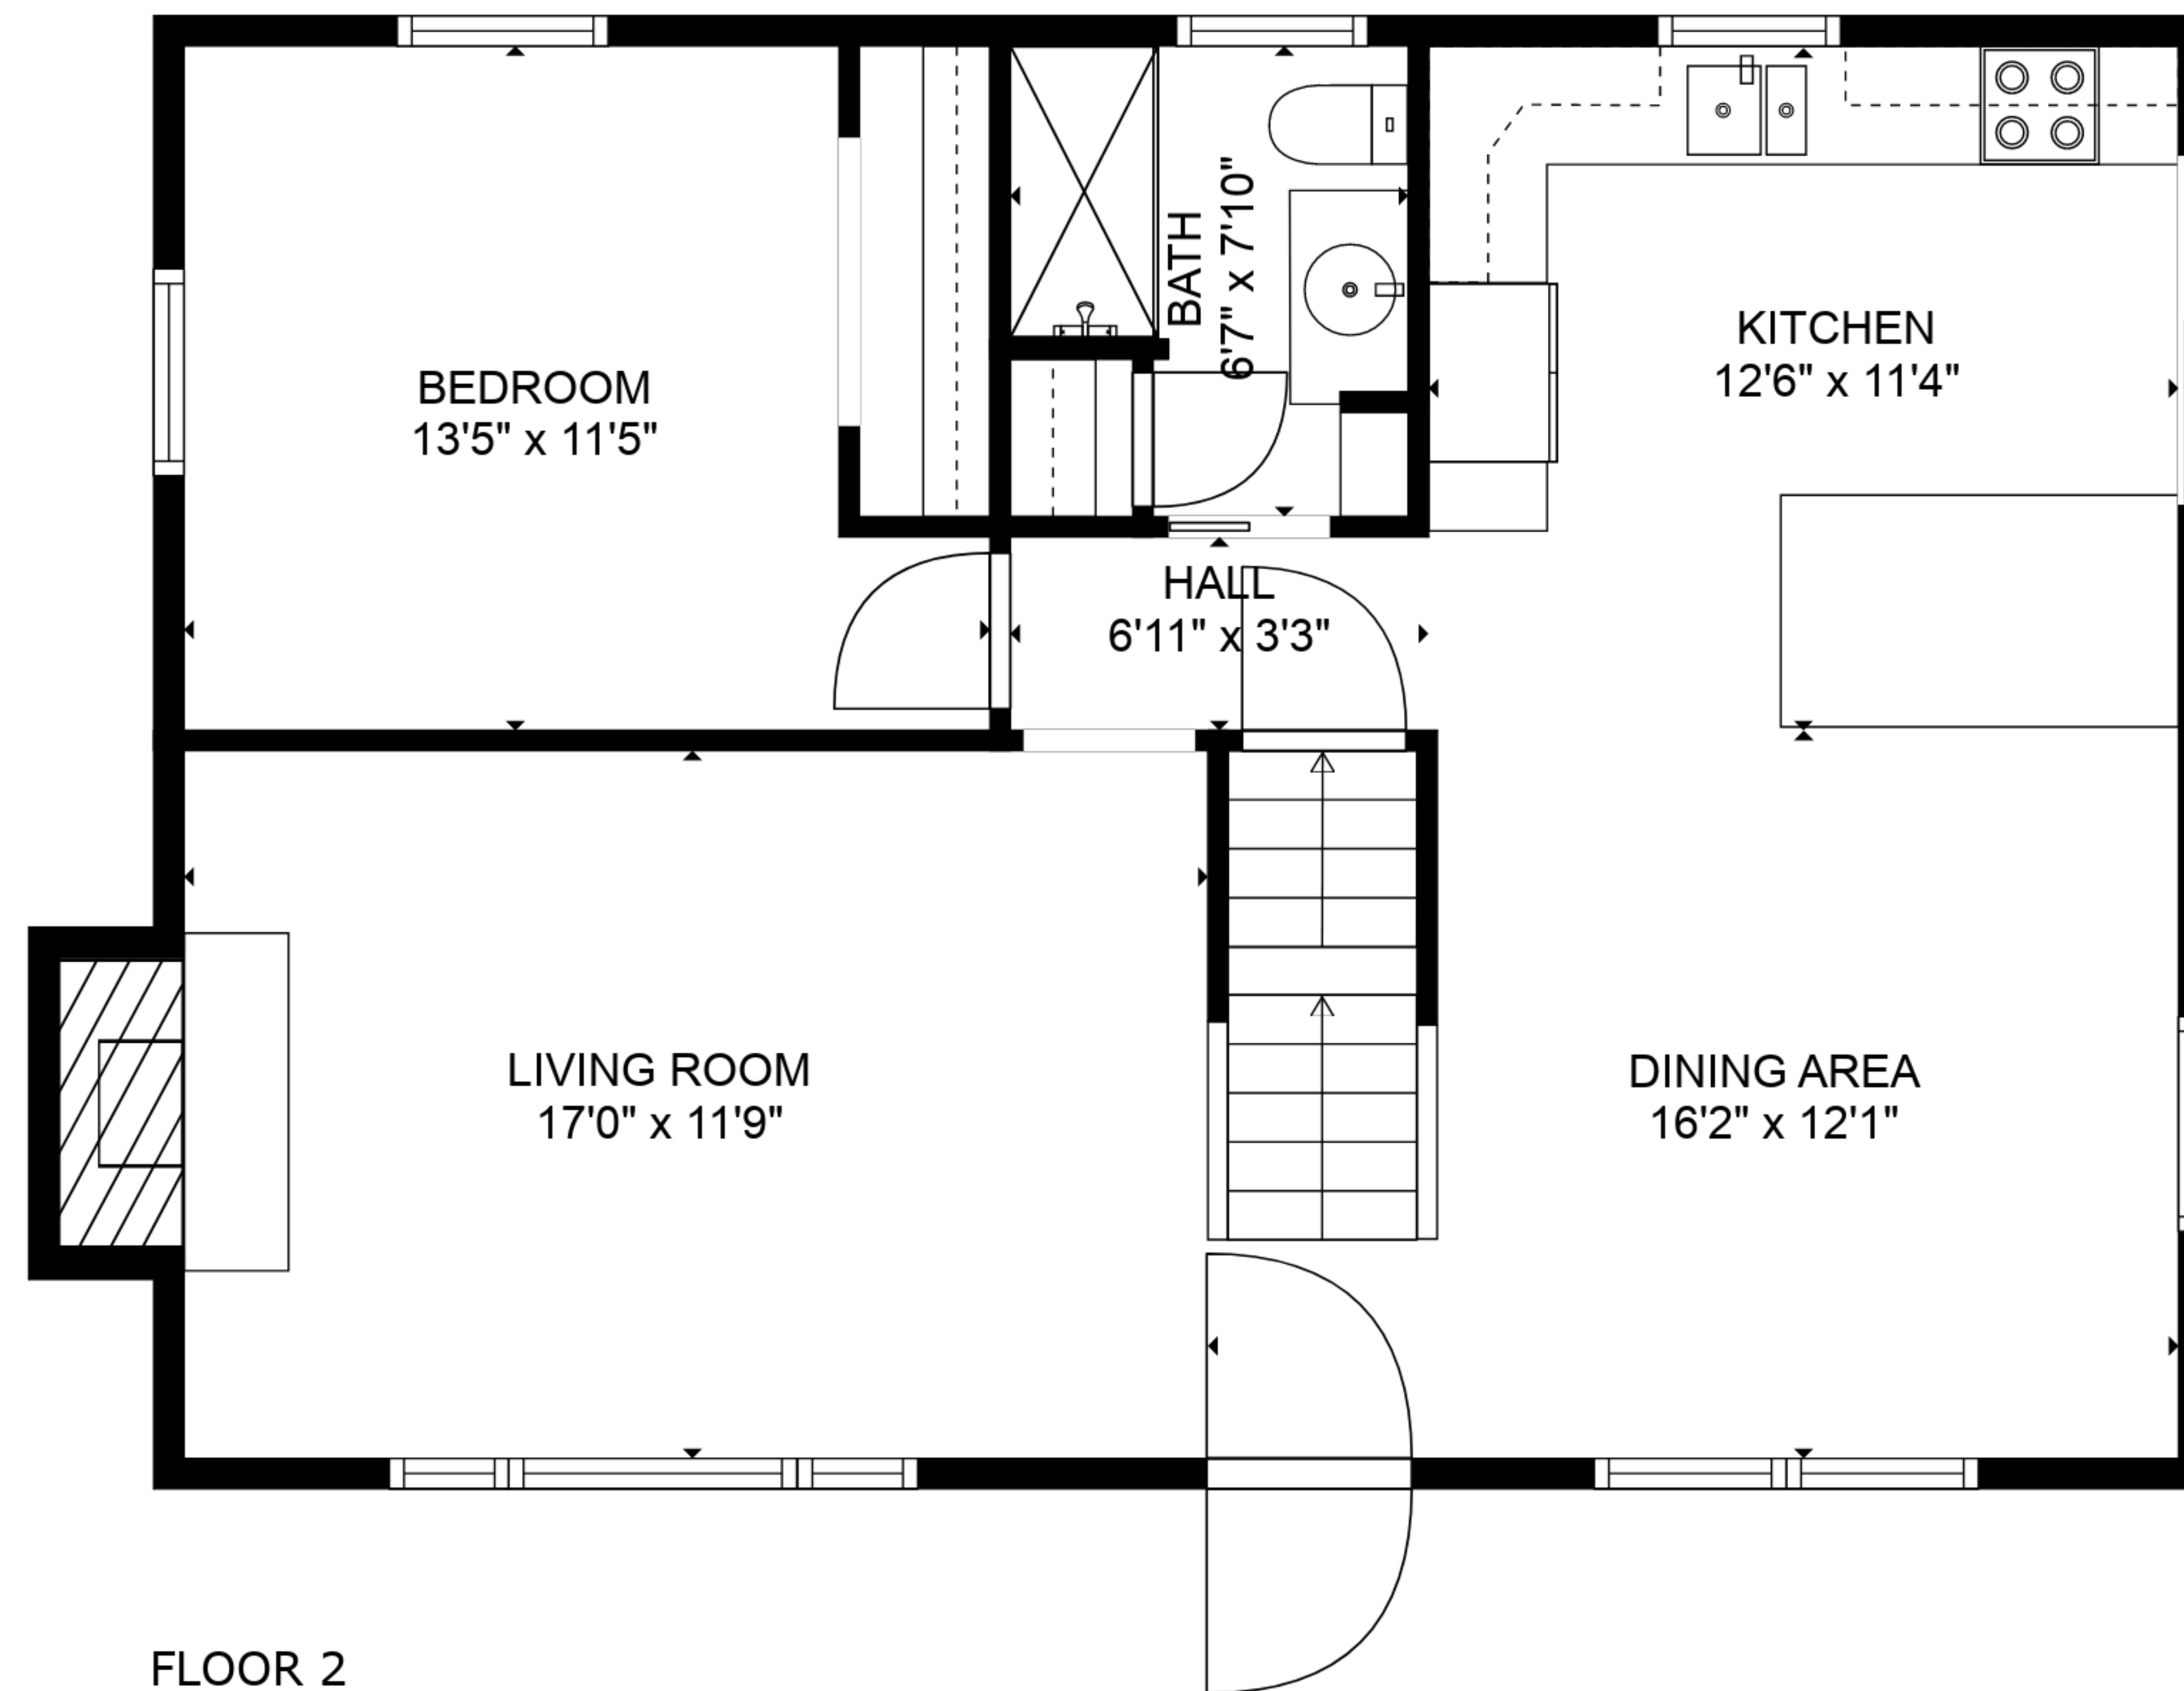 BATH
6'7" x 7'10"
KITCHEN
12'6" x 11'4"
BEDROOM
13'5" x 11'5"
HALL
6'11" x 3'3"
LIVING ROOM
17'0" x 11'9"
DINING AREA
16'2" x 12'1"
FLOOR 2